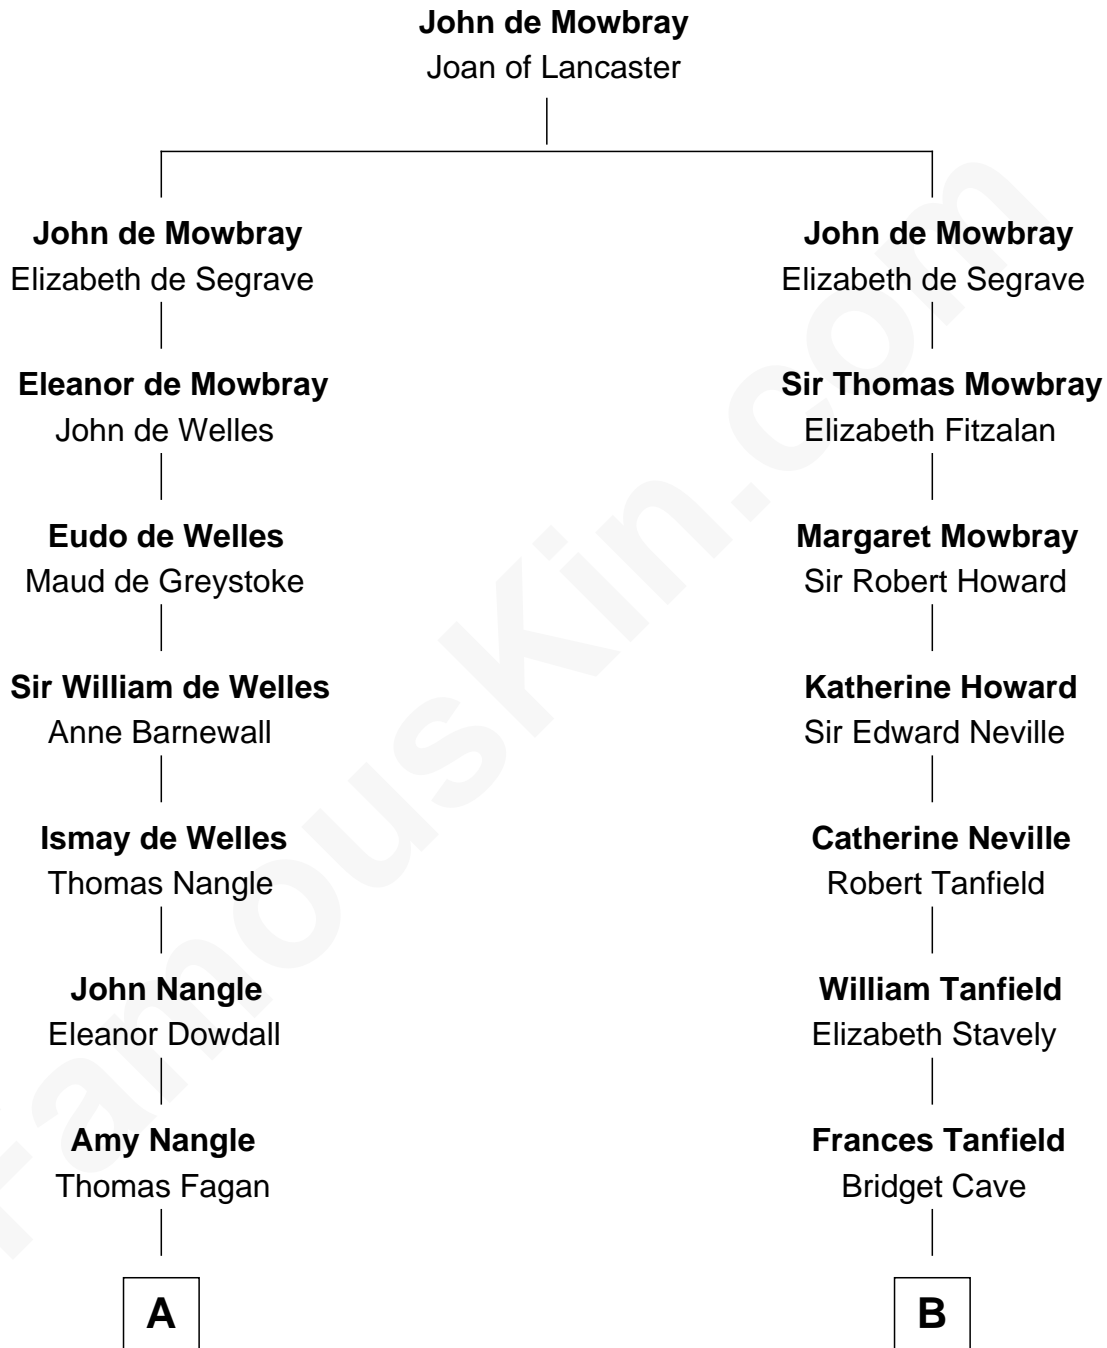 John de Mowbray
Joan of Lancaster
John de Mowbray
Elizabeth de Segrave
Eleanor de Mowbray
John de Welles
Eudo de Welles
Maud de Greystoke
Sir William de Welles
Anne Barnewall
Ismay de Welles
Thomas Nangle
John Nangle
Eleanor Dowdall
Amy Nangle
Thomas Fagan
A
John de Mowbray
Elizabeth de Segrave
Sir Thomas Mowbray
Elizabeth Fitzalan
Margaret Mowbray
Sir Robert Howard
Katherine Howard
Sir Edward Neville
Catherine Neville
Robert Tanfield
William Tanfield
Elizabeth Stavely
Frances Tanfield
Bridget Cave
B
FamousKin.com